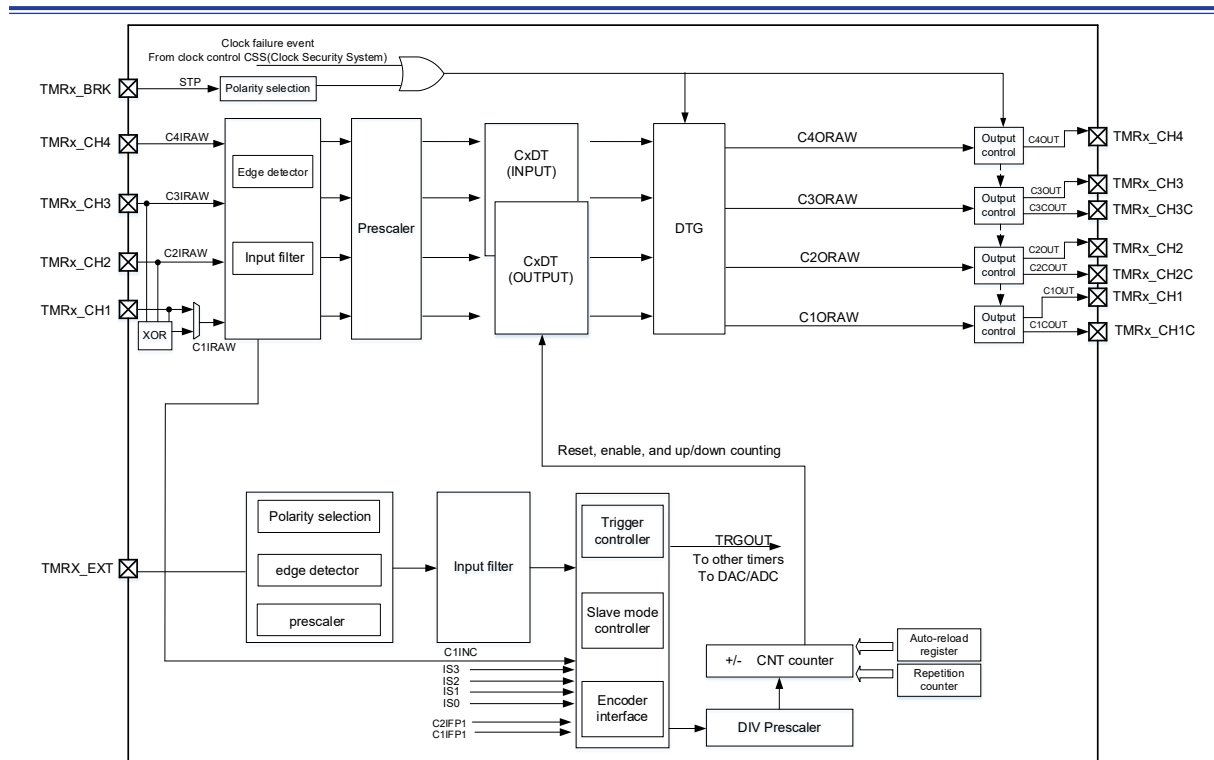 Clock failure event
From clock control CSS(Clock Security System)
TMRx_BRK
STP
Polarity selection
TMRx_CH4
C4IRAW
TMRx_CH3
C3IRAW
TMRx_CH2
C2IRAW
TMRx_CH1
XOR
C1IRAW
Edge detector
Input filter
Prescaler
CxDT
(INPUT)
CxDT
(OUTPUT)
DTG
C4ORAW
C3ORAW
C2ORAW
C1ORAW
Output
control
C4OUT
TMRx_CH4
Output
control
C3OUT
C3COUT
TMRx_CH3
TMRx_CH3C
Output
control
C2OUT
C2COUT
TMRx_CH2
TMRx_CH2C
Output
control
C1OUT
C1COUT
TMRx_CH1
TMRx_CH1C
Reset, enable, and up/down counting
TMRX_EXT
Polarity selection
edge detector
prescaler
Input filter
Trigger
controller
Slave mode
controller
Encoder
interface
TRGOUT
To other timers
To DAC/ADC
C1INC
IS3
IS2
IS1
IS0
C2IFP1
C1IFP1
+/- CNT counter
DIV Prescaler
Auto-reload
register
Repetition
counter